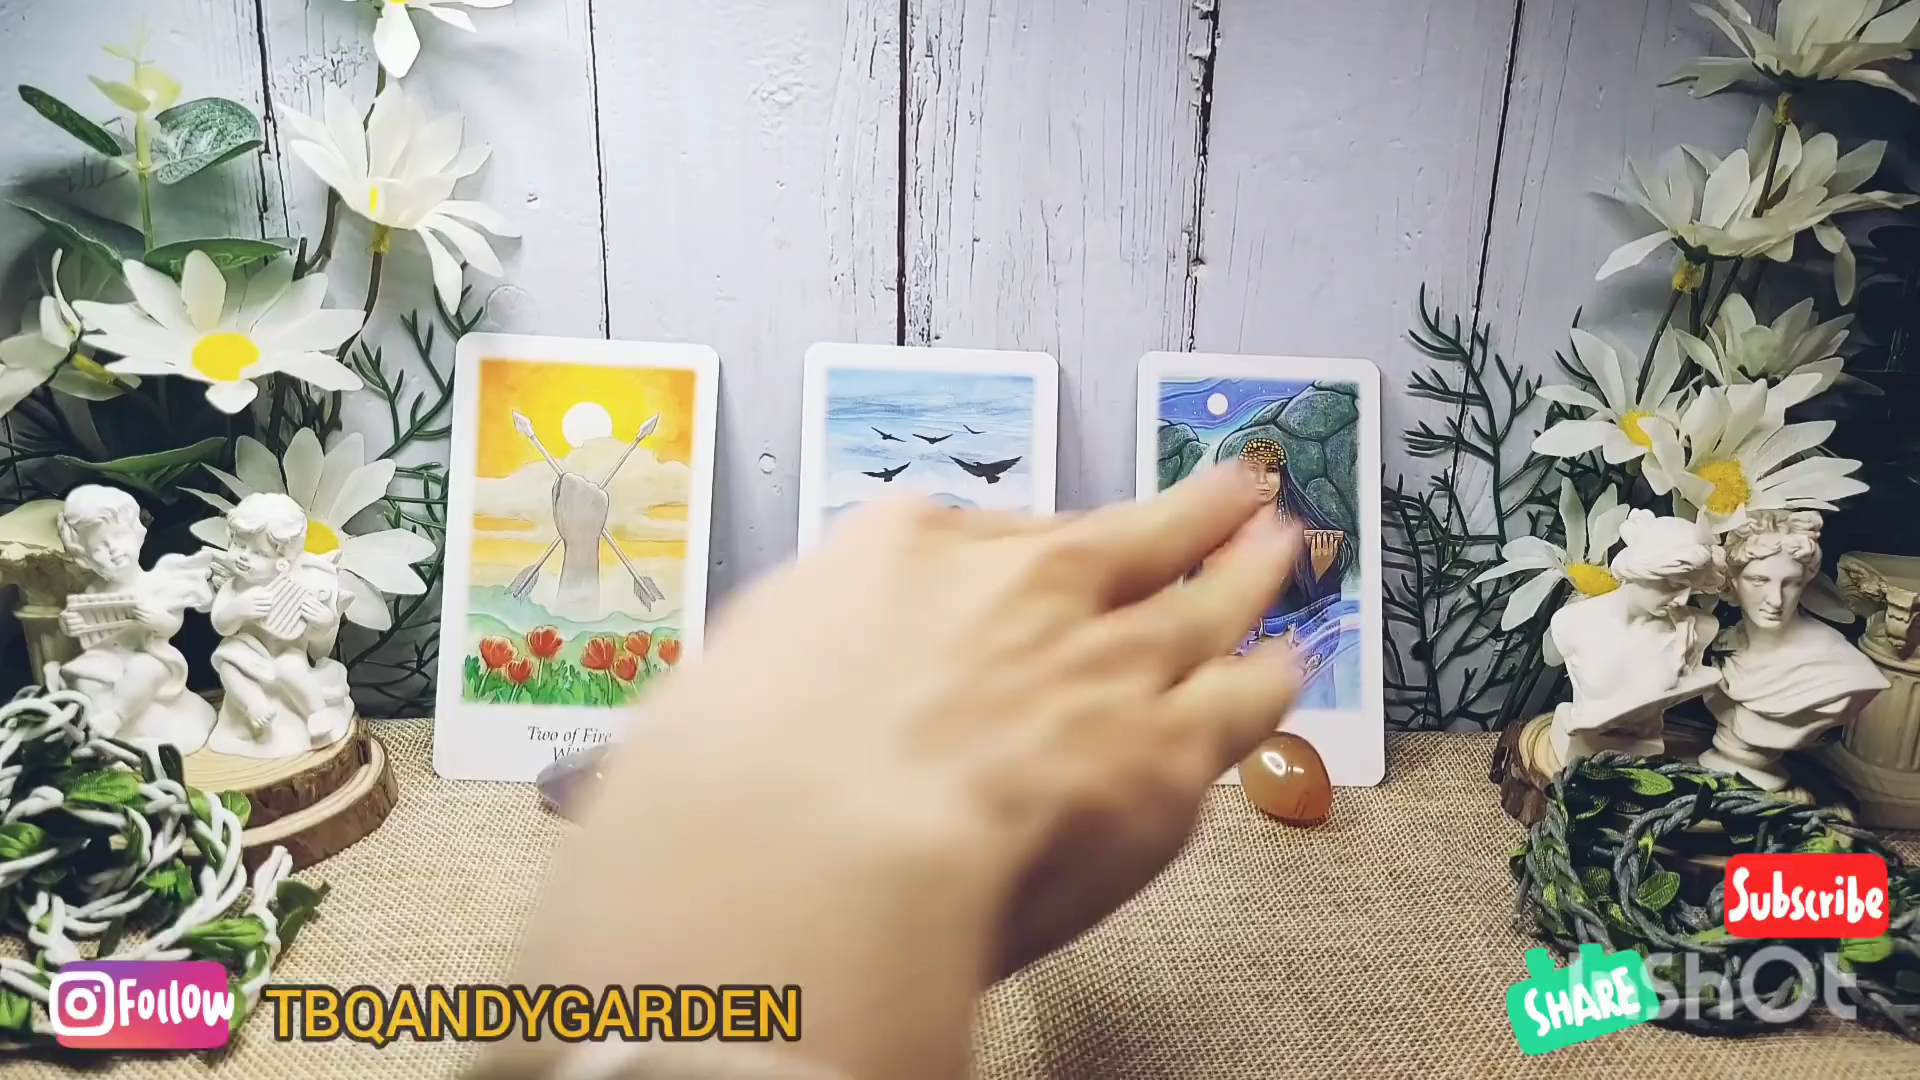 Two of Fire
Subscribe
Follow
TBQANDYGARDEN
SHARE
InShOt